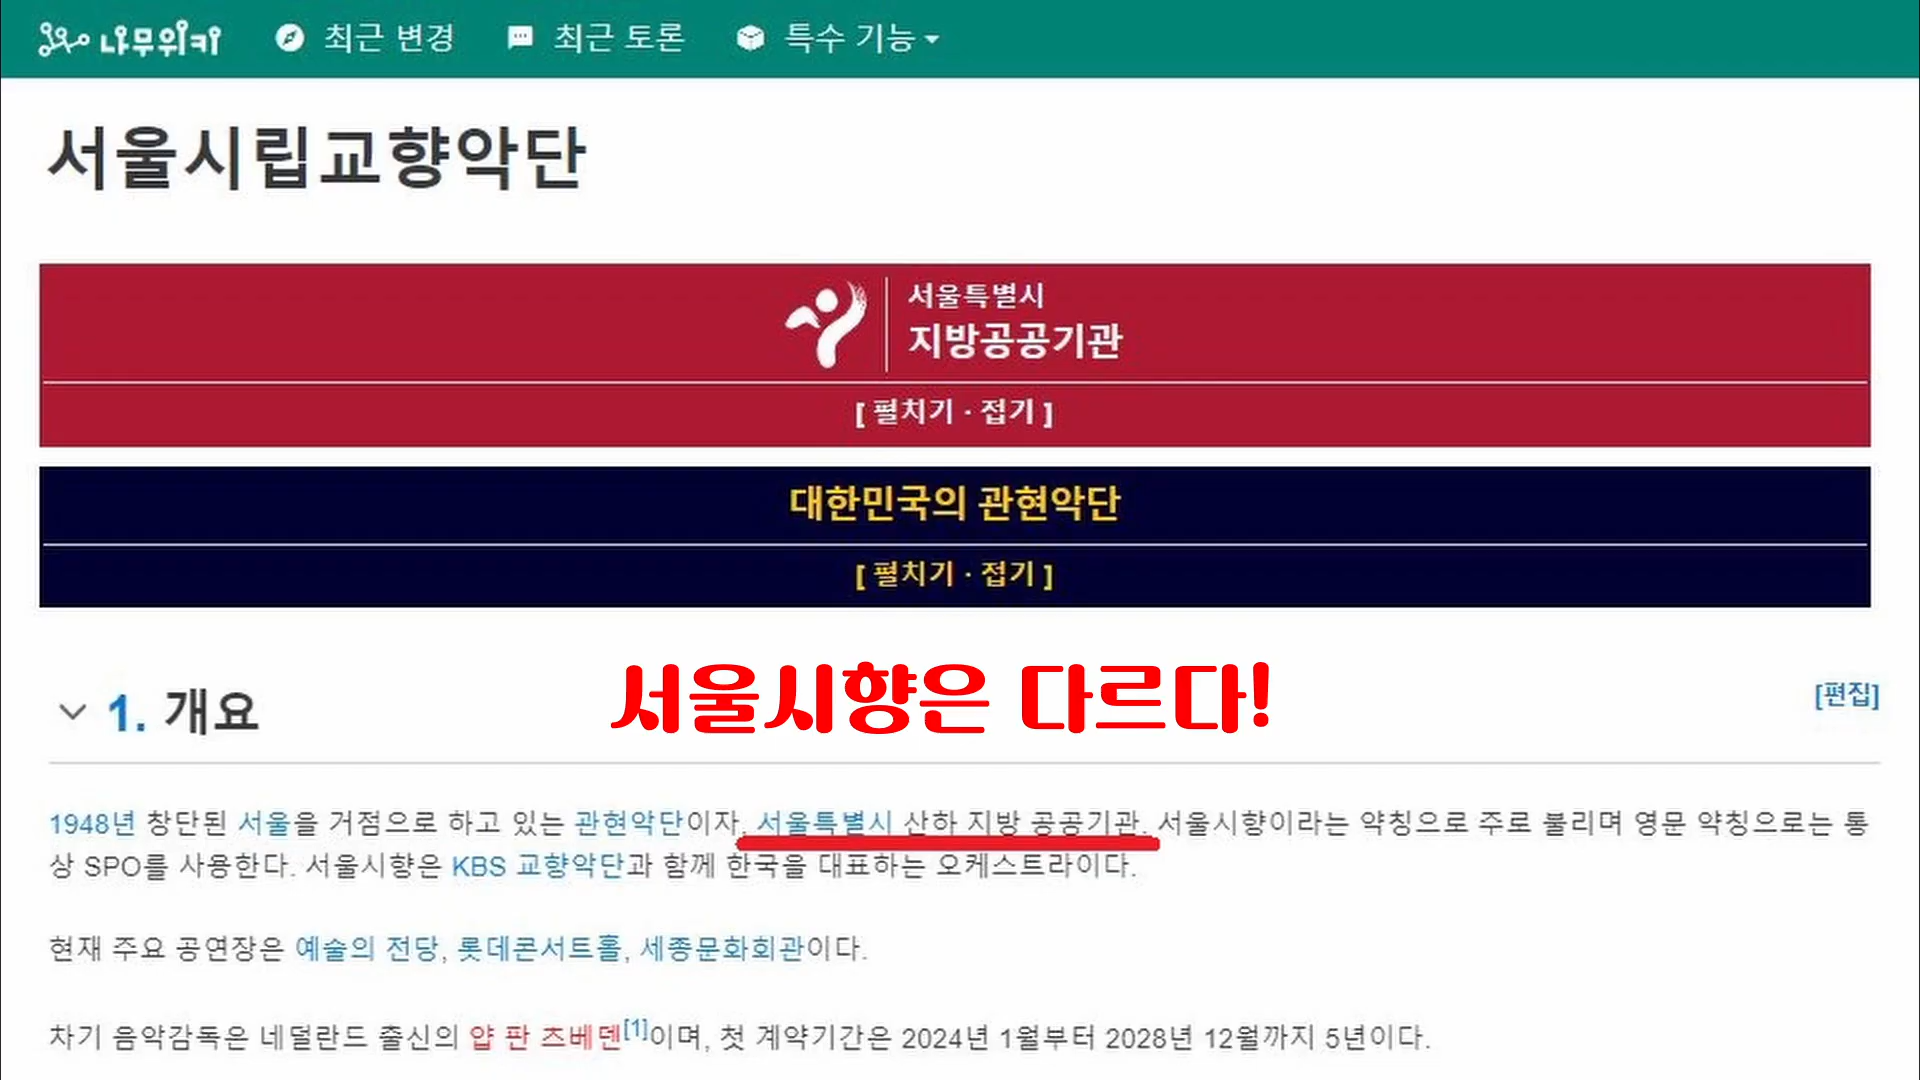 나무위키 최근 변경 최근 토론 특수 기능
서울시립교향악단
서울특별시
지방공공기관
[ 펼치기 · 접기 ]
대한민국의 관현악단
[ 펼치기 · 접기 ]
서울시향은 다르다!
1. 개요 [편집]
1948년 창단된 서울을 거점으로 하고 있는 관현악단이자, 서울특별시 산하 지방 공공기관. 서울시향이라는 약칭으로 주로 불리며 영문 약칭으로는 통
상 SPO를 사용한다. 서울시향은 KBS 교향악단과 함께 한국을 대표하는 오케스트라이다.
현재 주요 공연장은 예술의 전당, 롯데콘서트홀, 세종문화회관이다.
차기 음악감독은 네덜란드 출신의 얍 판 츠베덴[1]이며, 첫 계약기간은 2024년 1월부터 2028년 12월까지 5년이다.